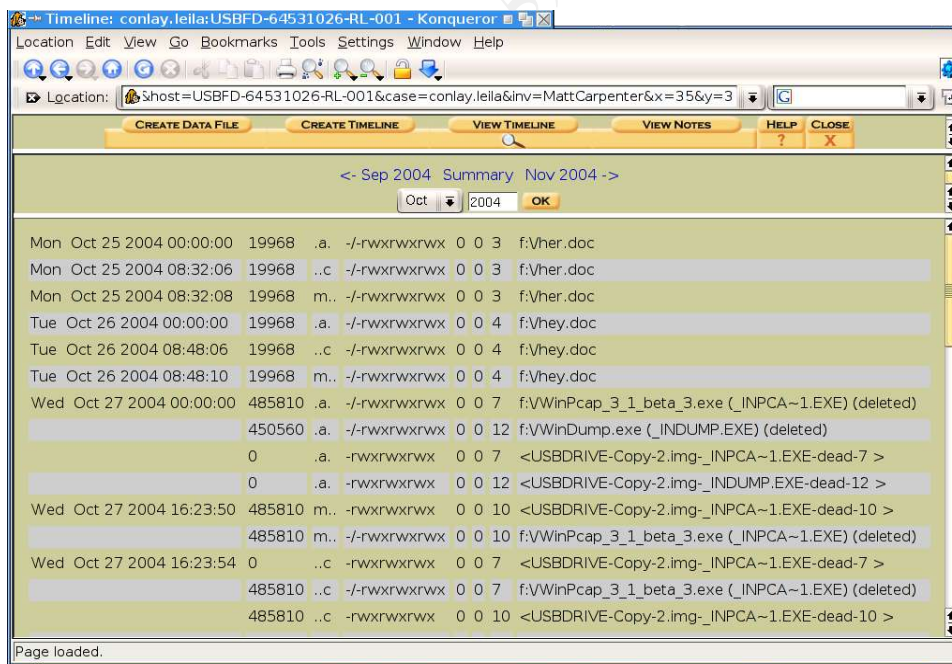 Timeline: conlay.leila:USBFD-64531026-RL-001 - Konqueror
Location Edit View Go Bookmarks Tools Settings Window Help
Location: &host=USBFD-64531026-RL-001&case=conlay.leila&inv=MattCarpenter&x=35&y=3
CREATE DATA FILE CREATE TIMELINE VIEW TIMELINE VIEW NOTES HELP CLOSE
? X
<- Sep 2004 Summary Nov 2004 ->
Oct 2004 OK
Mon Oct 25 2004 00:00:00 19968 .a. -/-rwxrwxrwx 0 0 3 f:\/her.doc
Mon Oct 25 2004 08:32:06 19968 ..c -/-rwxrwxrwx 0 0 3 f:\/her.doc
Mon Oct 25 2004 08:32:08 19968 m.. -/-rwxrwxrwx 0 0 3 f:\/her.doc
Tue Oct 26 2004 00:00:00 19968 .a. -/-rwxrwxrwx 0 0 4 f:\/hey.doc
Tue Oct 26 2004 08:48:06 19968 ..c -/-rwxrwxrwx 0 0 4 f:\/hey.doc
Tue Oct 26 2004 08:48:10 19968 m.. -/-rwxrwxrwx 0 0 4 f:\/hey.doc
Wed Oct 27 2004 00:00:00 485810 .a. -/-rwxrwxrwx 0 0 7 f:\/WinPcap_3_1_beta_3.exe (_INPCA~1.EXE) (deleted)
450560 .a. -/-rwxrwxrwx 0 0 12 f:\/WinDump.exe (_INDUMP.EXE) (deleted)
0 .a. -rwxrwxrwx 0 0 7 <USBDRIVE-Copy-2.img-_INPCA~1.EXE-dead-7 >
0 .a. -rwxrwxrwx 0 0 12 <USBDRIVE-Copy-2.img-_INDUMP.EXE-dead-12 >
Wed Oct 27 2004 16:23:50 485810 m.. -rwxrwxrwx 0 0 10 <USBDRIVE-Copy-2.img-_INPCA~1.EXE-dead-10 >
485810 m.. -/-rwxrwxrwx 0 0 10 f:\/WinPcap_3_1_beta_3.exe (_INPCA~1.EXE) (deleted)
Wed Oct 27 2004 16:23:54 0 ..c -rwxrwxrwx 0 0 7 <USBDRIVE-Copy-2.img-_INPCA~1.EXE-dead-7 >
485810 ..c -/-rwxrwxrwx 0 0 7 f:\/WinPcap_3_1_beta_3.exe (_INPCA~1.EXE) (deleted)
485810 ..c -rwxrwxrwx 0 0 10 <USBDRIVE-Copy-2.img-_INPCA~1.EXE-dead-10 >
Page loaded.